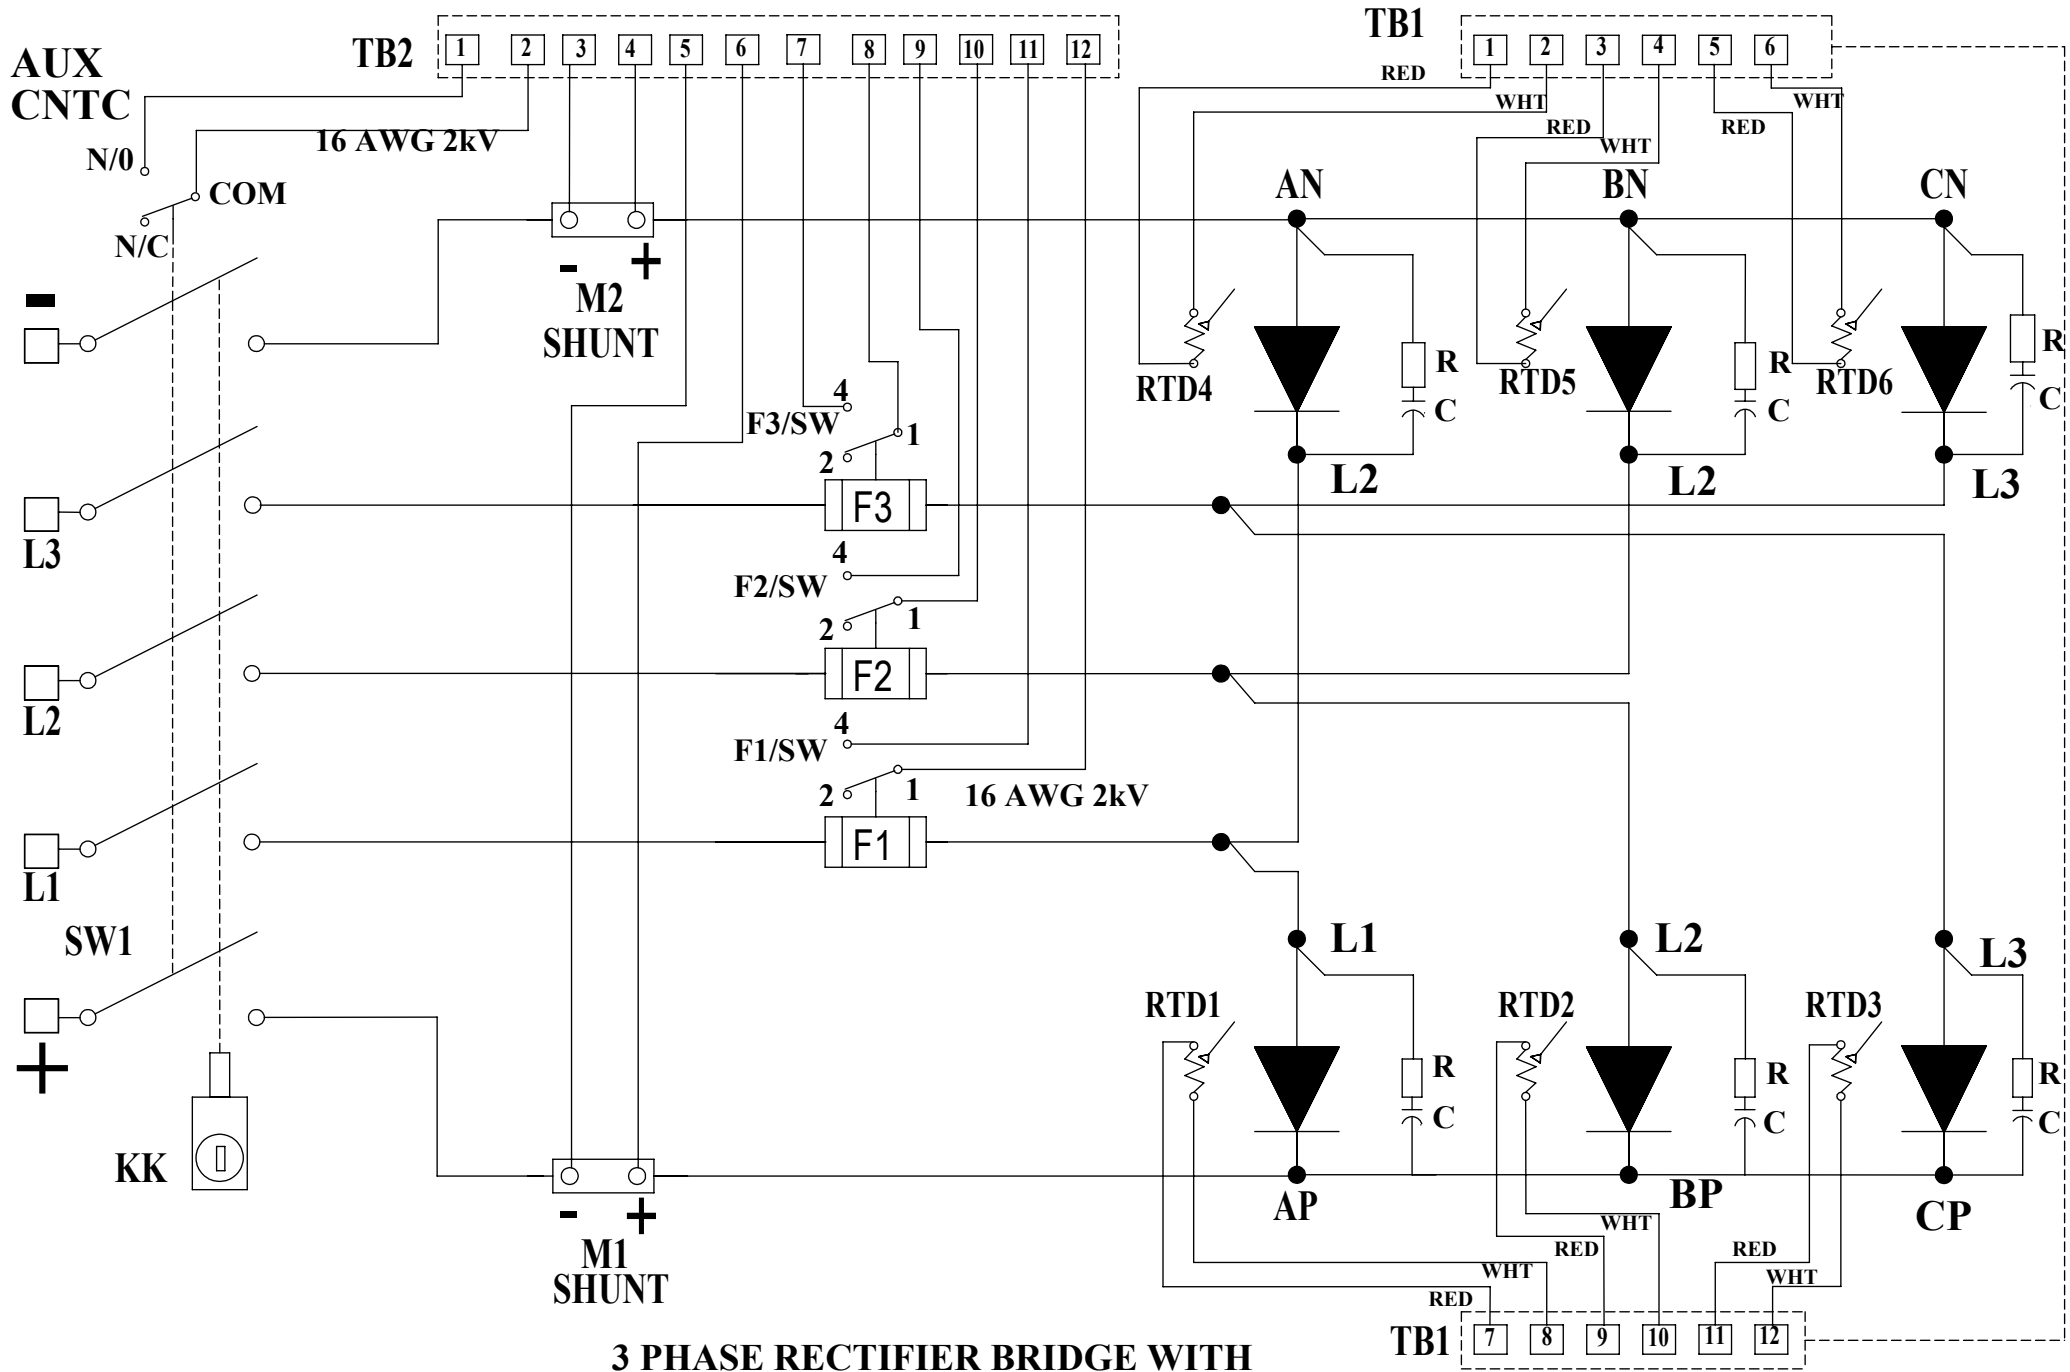 TB2 1 2 3 4 5 6 7 8 9 10 11 12
TB1 1 2 3 4 5 6
AUX
CNTC
RED
WHT
RED
WHT
RED
WHT
16 AWG 2kV
N/0
COM
N/C
AN
BN
CN
-
- +
M2
SHUNT
RTD4
R
C
RTD5
R
C
RTD6
R
C
4
F3/SW
1
2
L2
L2
L3
F3
L3
4
F2/SW
1
2
F2
L2
4
F1/SW
1
2
16 AWG 2kV
F1
L1
SW1
L1
L2
L3
+
RTD1
R
C
RTD2
R
C
RTD3
R
C
KK
AP
BP
CP
- +
M1
SHUNT
WHT
RED
RED
WHT
WHT
RED
TB1 7 8 9 10 11 12
3 PHASE RECTIFIER BRIDGE WITH